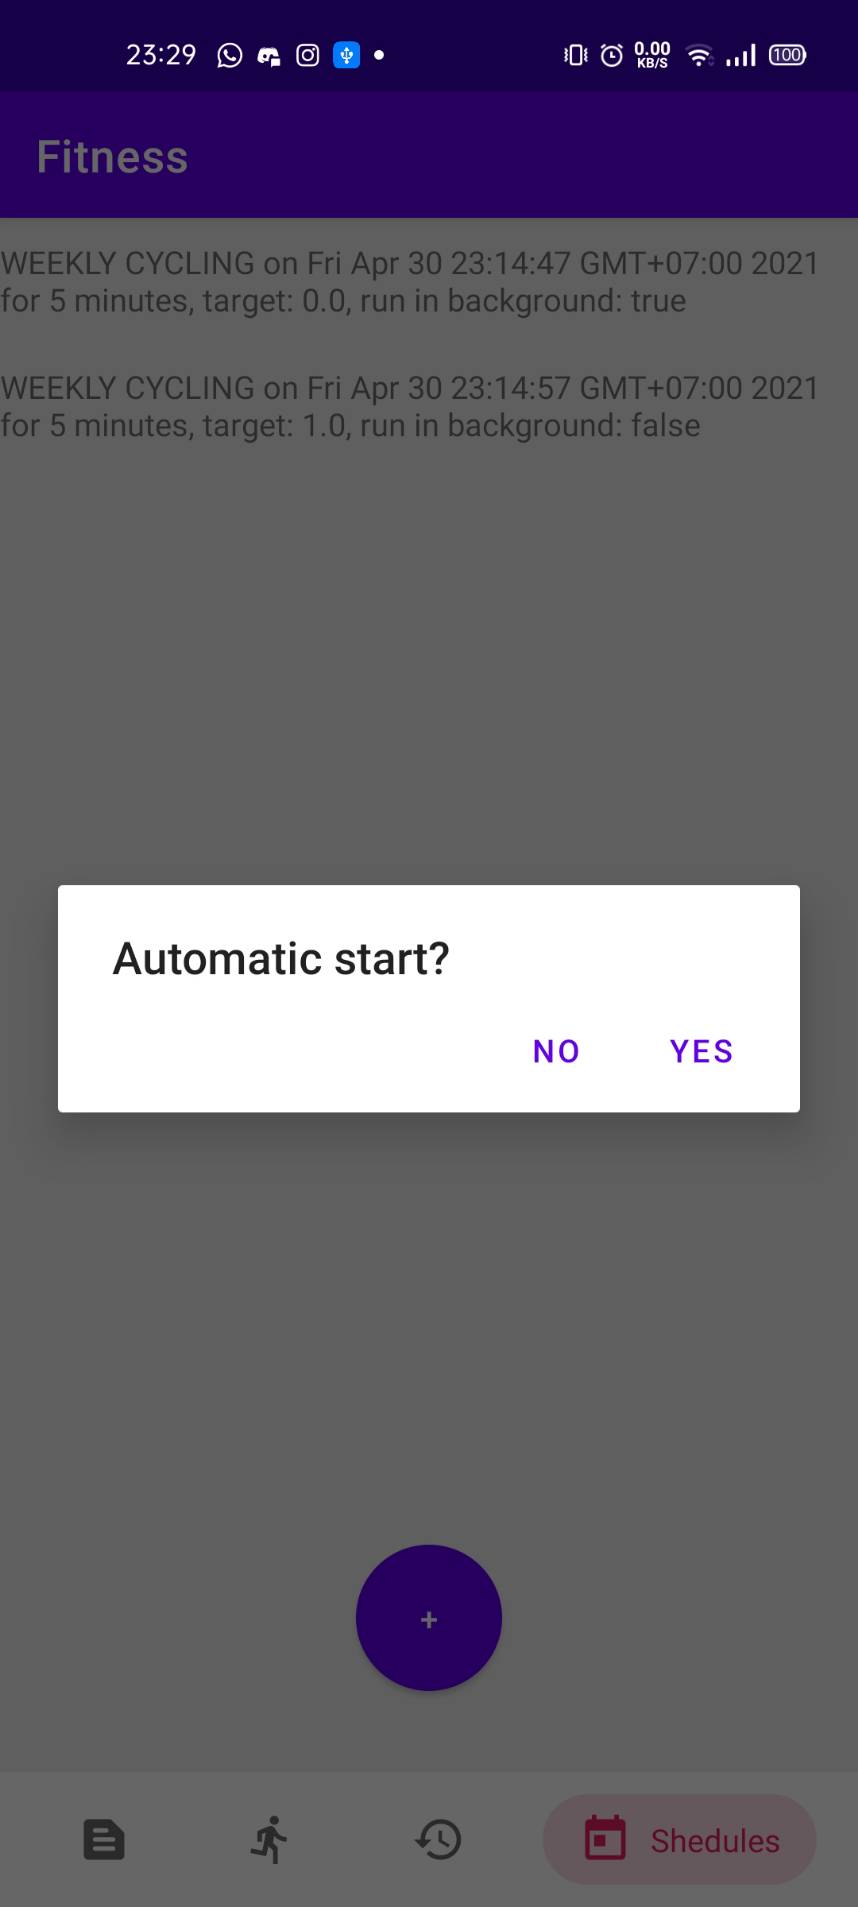 23:29 0.00 KB/S 100
Fitness
WEEKLY CYCLING on Fri Apr 30 23:14:47 GMT+07:00 2021
for 5 minutes, target: 0.0, run in background: true
WEEKLY CYCLING on Fri Apr 30 23:14:57 GMT+07:00 2021
for 5 minutes, target: 1.0, run in background: false
Automatic start?
NO YES
+
Shedules